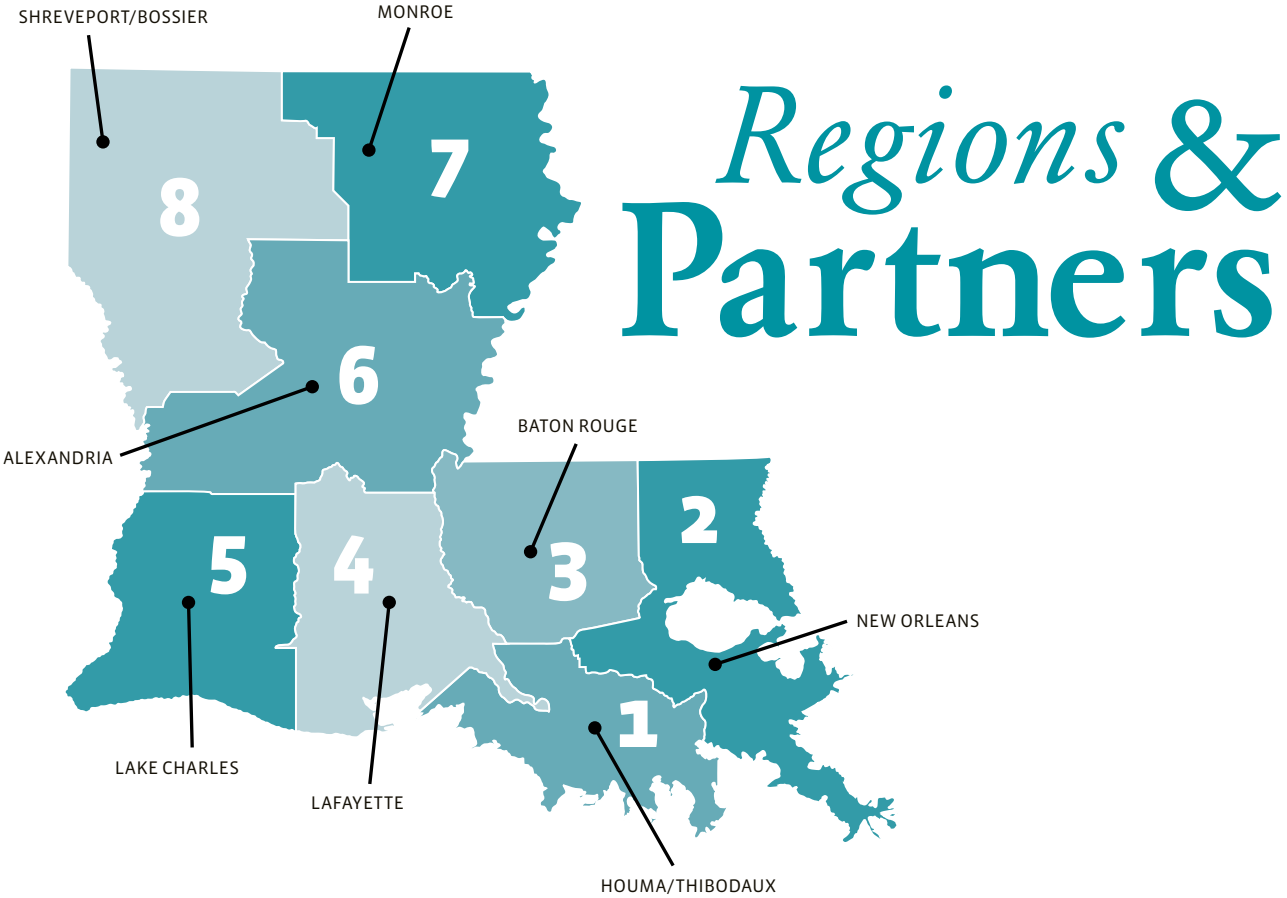 SHREVEPORT/BOSSIER
MONROE
Regions &
Partners
7
8
6
ALEXANDRIA
BATON ROUGE
2
5
4
3
NEW ORLEANS
1
LAKE CHARLES
LAFAYETTE
HOUMA/THIBODAUX